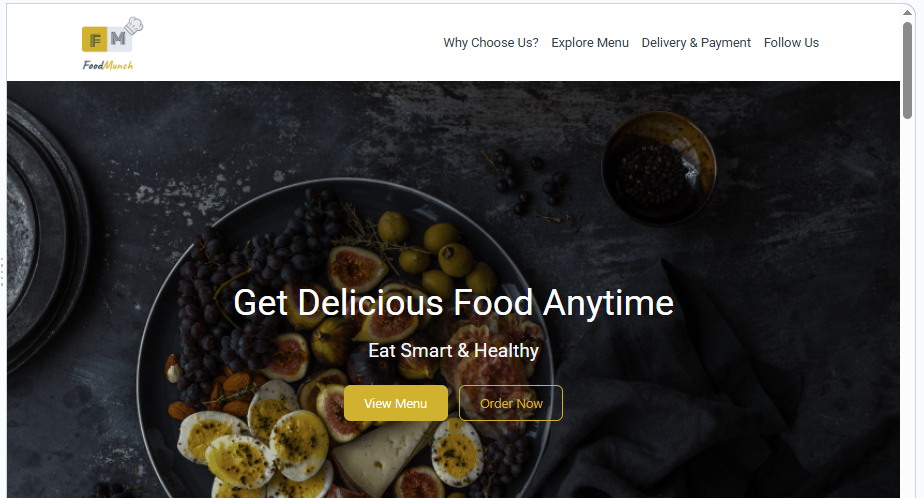 FM
FoodMunch
Why Choose Us? Explore Menu Delivery & Payment Follow Us
Get Delicious Food Anytime
Eat Smart & Healthy
View Menu Order Now